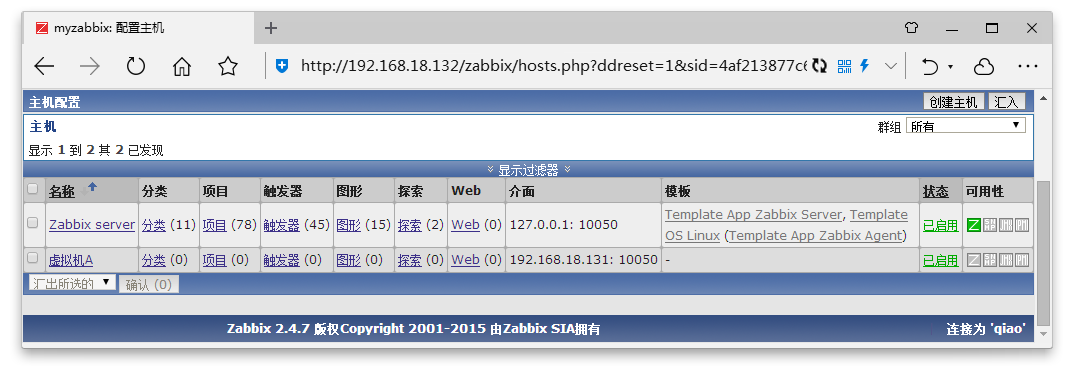 myzabbix: 配置主机
http://192.168.18.132/zabbix/hosts.php?ddreset=1&sid=4af213877c6
主机配置 创建主机 汇入
主机 群组 所有
显示 1 到 2 其 2 已发现
显示过滤器
名称 分类 项目 触发器 图形 探索 Web 介面 模板 状态 可用性
Zabbix server 分类 (11) 项目 (78) 触发器 (45) 图形 (15) 探索 (2) Web (0) 127.0.0.1: 10050 Template App Zabbix Server, Template OS Linux (Template App Zabbix Agent) 已启用 Z
虚拟机A 分类 (0) 项目 (0) 触发器 (0) 图形 (0) 探索 (0) Web (0) 192.168.18.131: 10050 - 已启用 Z
汇出所选的 确认 (0)
Zabbix 2.4.7 版权Copyright 2001-2015 由Zabbix SIA拥有 连接为 'qiao'